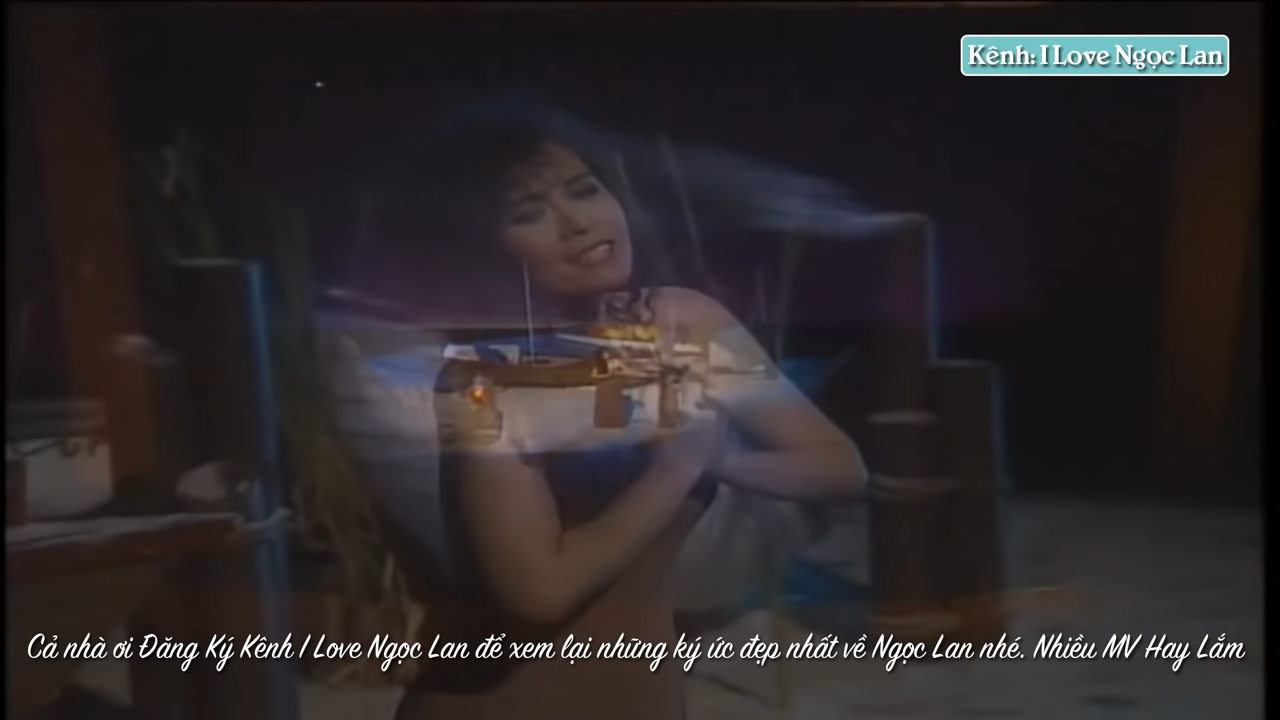 Kênh: I Love Ngọc Lan
Cả nhà ơi Đăng Ký Kênh I Love Ngọc Lan để xem lại những ký ức đẹp nhất về Ngọc Lan nhé. Nhiều MV Hay Lắm